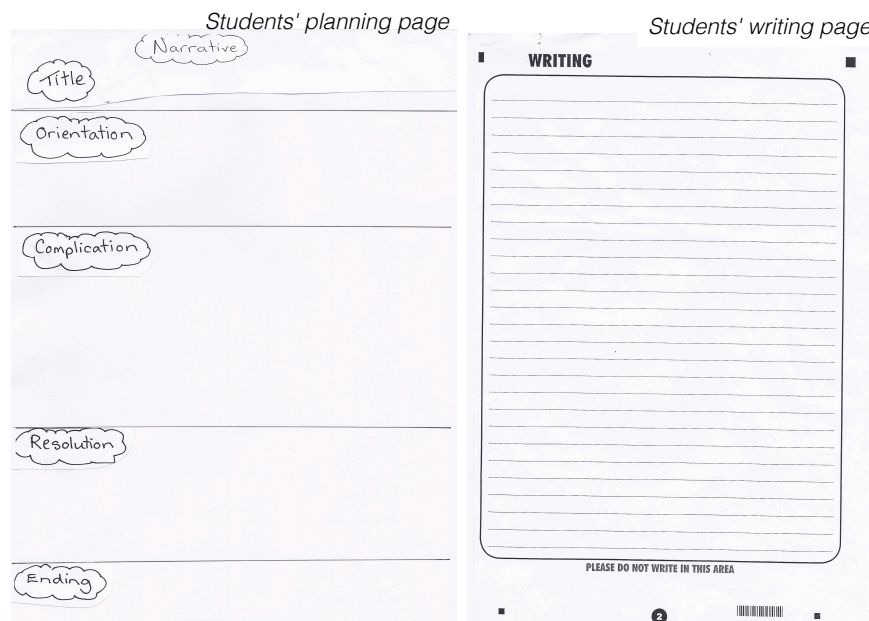 Students' planning page
Narrative
Title
Orientation
Complication
Resolution
Ending
Students' writing page
WRITING
PLEASE DO NOT WRITE IN THIS AREA
2